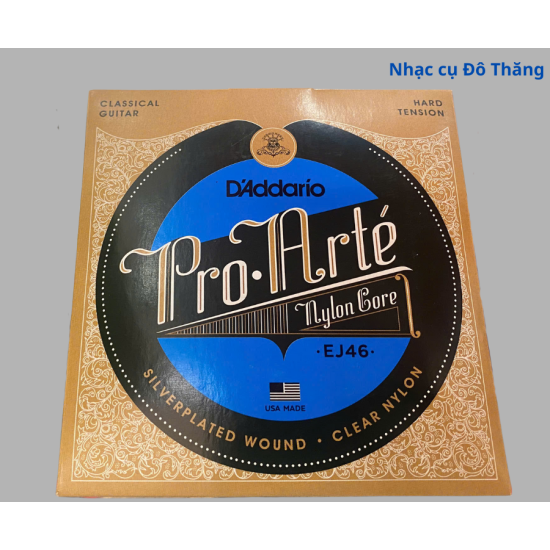 Nhạc cụ Đô Thăng
CLASSICAL
GUITAR
HARD
TENSION
D'Addario
Pro·Arté
Nylon Core
·EJ46·
USA MADE
SILVERPLATED WOUND · CLEAR NYLON